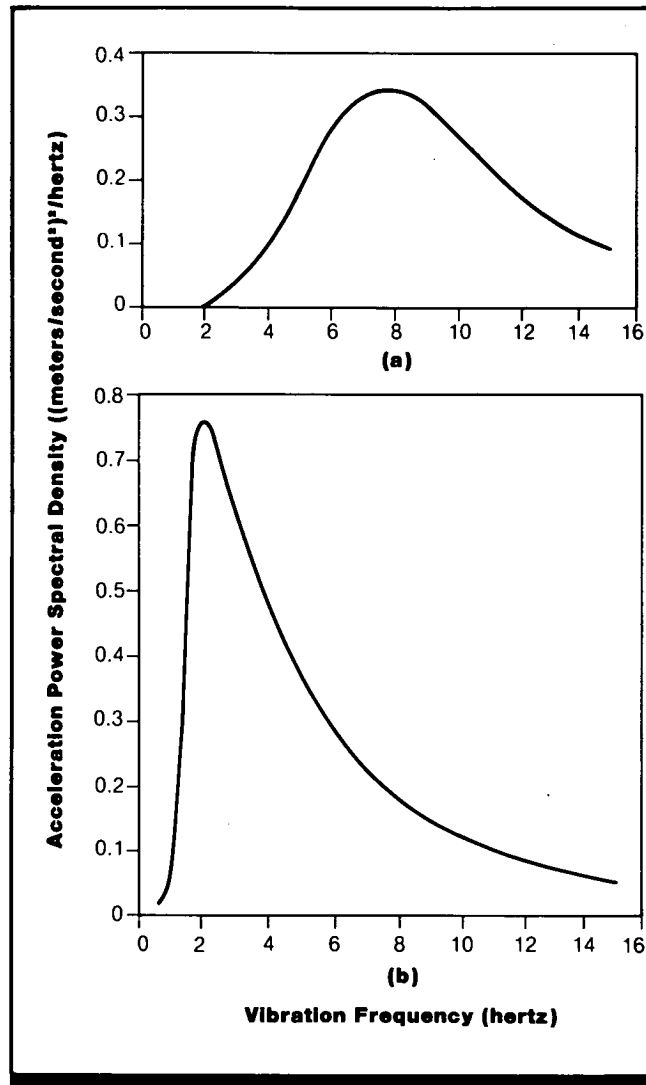 Acceleration Power Spectral Density ((meters/second²)²/hertz)
0.4
0.3
0.2
0.1
0
0 2 4 6 8 10 12 14 16
(a)
0.8
0.7
0.6
0.5
0.4
0.3
0.2
0.1
0
0 2 4 6 8 10 12 14 16
(b)
Vibration Frequency (hertz)